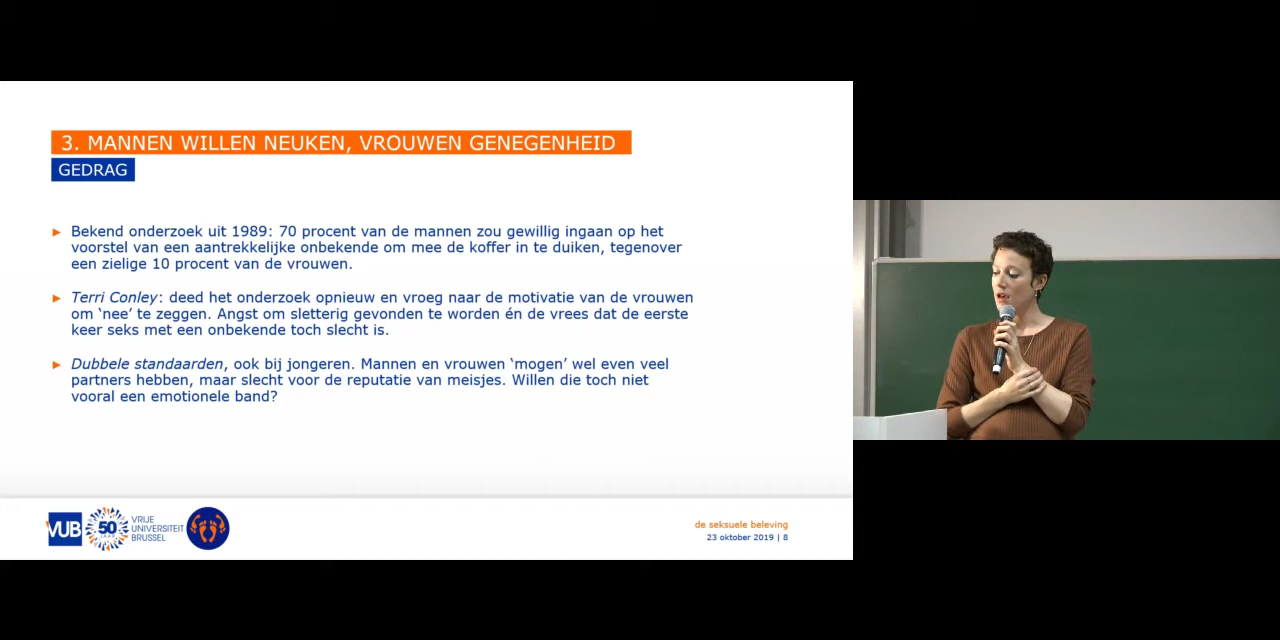 3. MANNEN WILLEN NEUKEN, VROUWEN GENEGENHEID
GEDRAG
► Bekend onderzoek uit 1989: 70 procent van de mannen zou gewillig ingaan op het
voorstel van een aantrekkelijke onbekende om mee de koffer in te duiken, tegenover
een zielige 10 procent van de vrouwen.
► Terri Conley: deed het onderzoek opnieuw en vroeg naar de motivatie van de vrouwen
om ‘nee’ te zeggen. Angst om sletterig gevonden te worden én de vrees dat de eerste
keer seks met een onbekende toch slecht is.
► Dubbele standaarden, ook bij jongeren. Mannen en vrouwen ‘mogen’ wel even veel
partners hebben, maar slecht voor de reputatie van meisjes. Willen die toch niet
vooral een emotionele band?
VUB
50
JAAR
VRIJE
UNIVERSITEIT
BRUSSEL
de seksuele beleving
23 oktober 2019 | 8